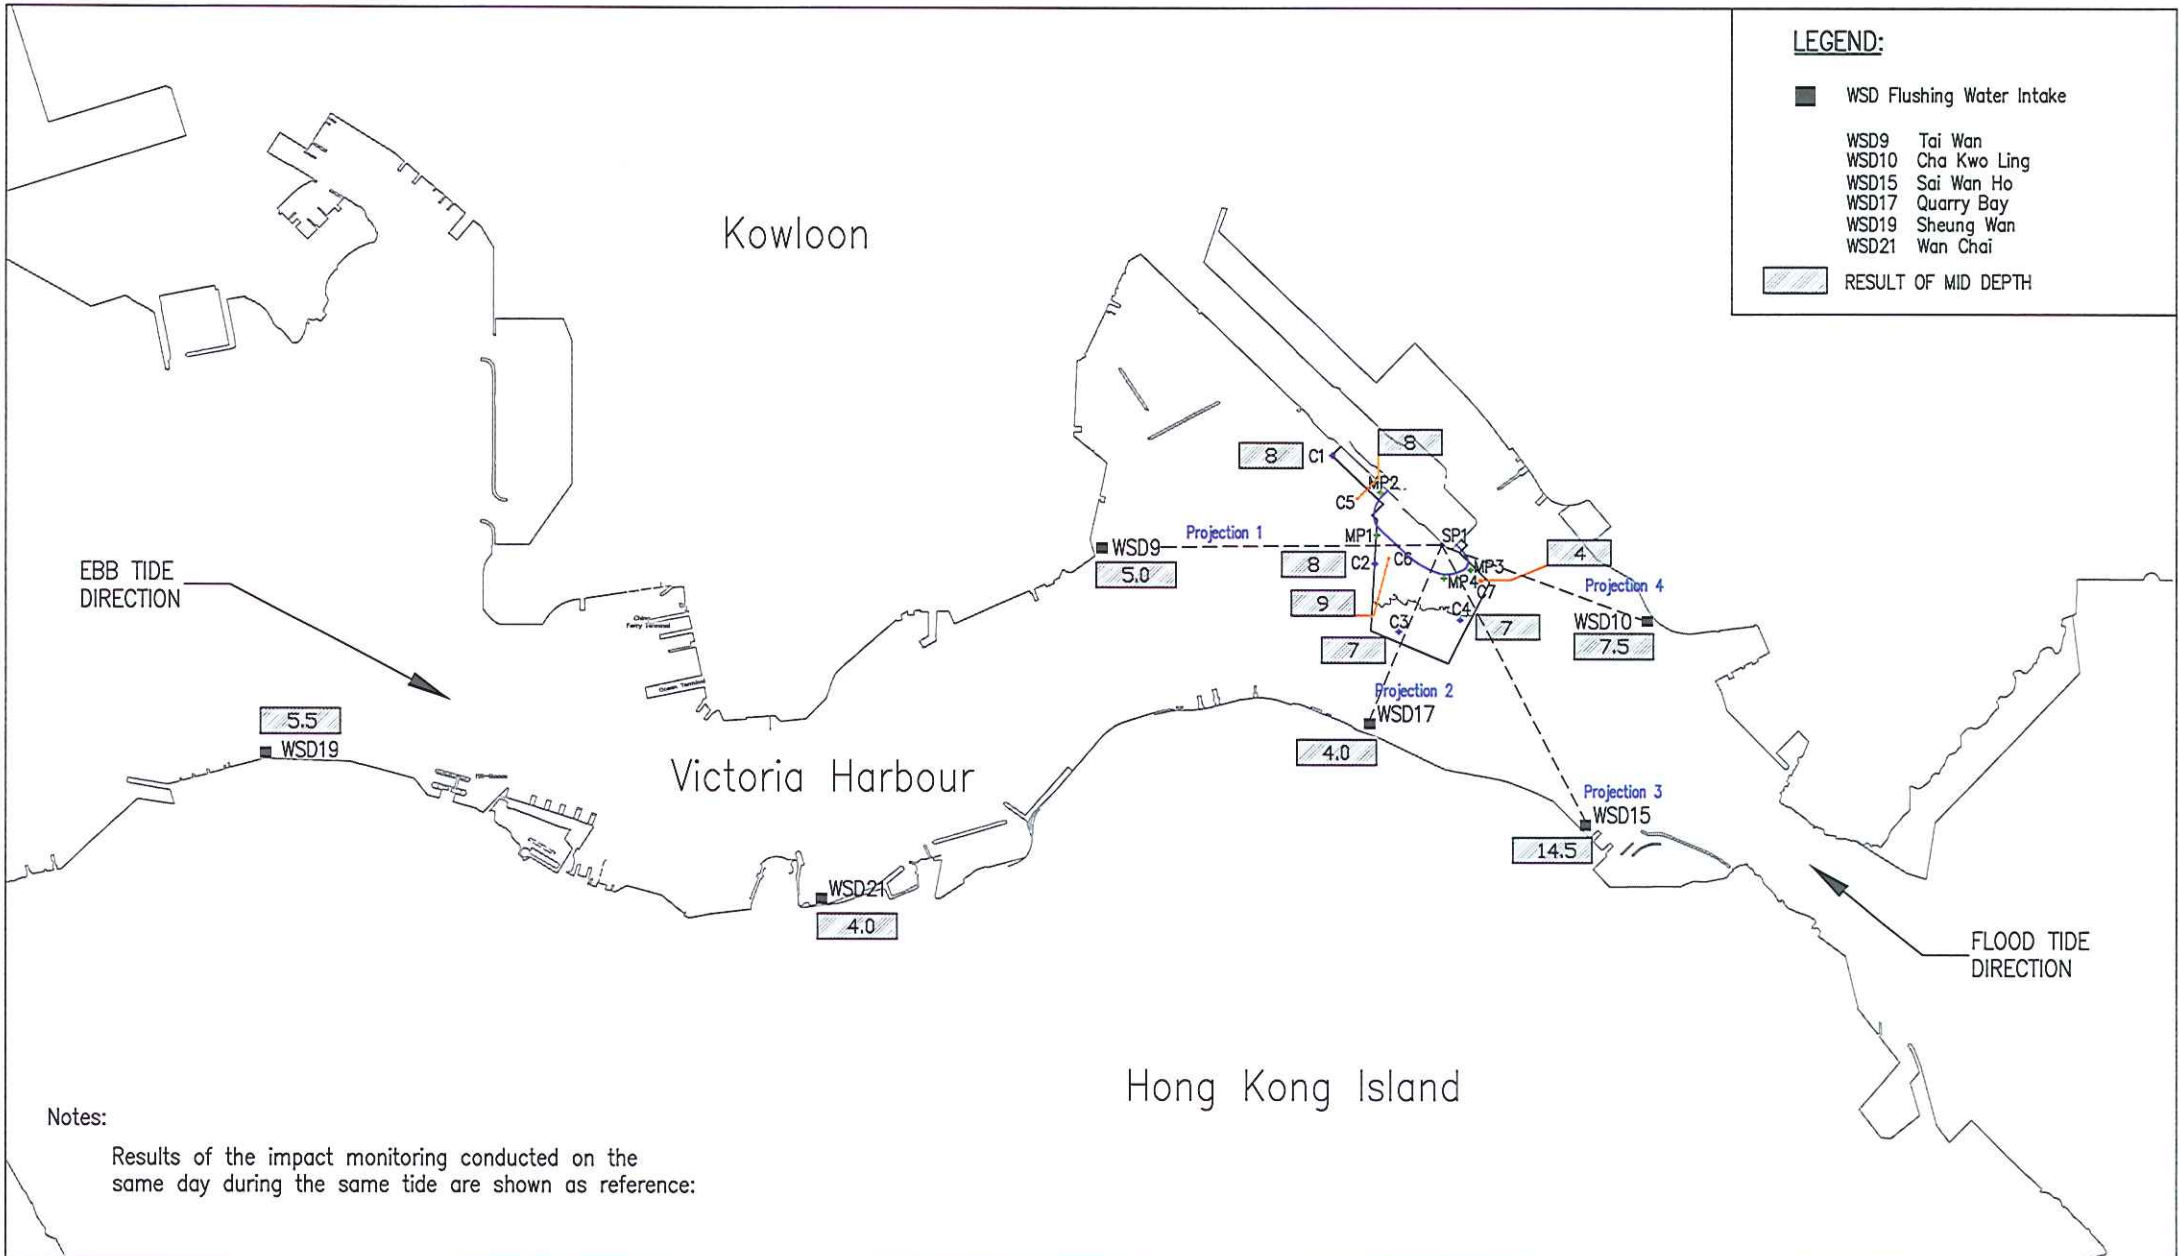 LEGEND:
WSD Flushing Water Intake
WSD9 Tai Wan
WSD10 Cha Kwo Ling
WSD15 Sai Wan Ho
WSD17 Quarry Bay
WSD19 Sheung Wan
WSD21 Wan Chai
RESULT OF MID DEPTH
Kowloon
8
8
C1
MP2
C5
Projection 1
MP1
SP1
WSD9
5.0
8
C2
C6
MP3
4
MP4
C7
Projection 4
9
C3
C4
7
7
WSD10
7.5
EBB TIDE
DIRECTION
China
Ferry Terminal
Ocean Terminal
Projection 2
WSD17
4.0
5.5
WSD19
Victoria Harbour
Projection 3
WSD15
14.5
WSD21
4.0
FLOOD TIDE
DIRECTION
Hong Kong Island
Notes:
Results of the impact monitoring conducted on the
same day during the same tide are shown as reference: